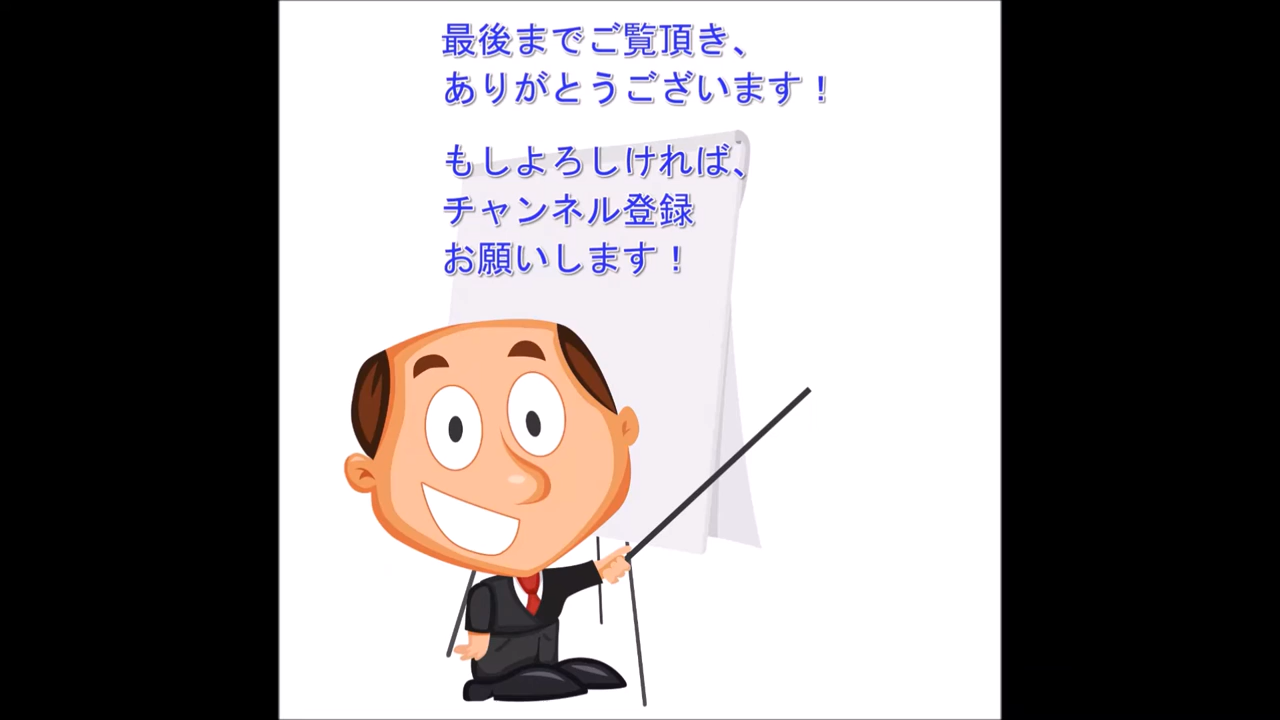 最後までご覧頂き、
ありがとうございます！
もしよろしければ、
チャンネル登録
お願いします！